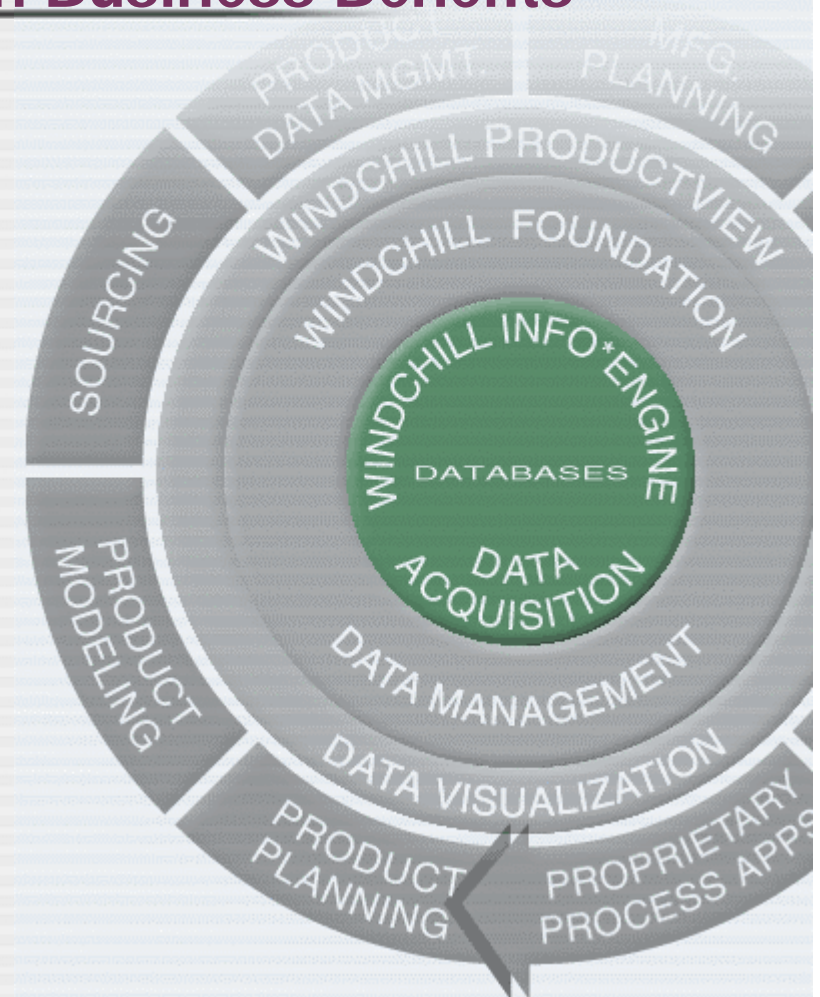 Business Benefits
PRODUCT
DATA MGMT.
MFG.
PLANNING
SOURCING
WINDCHILL PRODUCTVIEW
WINDCHILL FOUNDATION
WINDCHILL INFO*ENGINE
DATABASES
DATA
ACQUISITION
DATA MANAGEMENT
DATA VISUALIZATION
PRODUCT
MODELING
PRODUCT
PLANNING
PROPRIETARY
PROCESS APPS